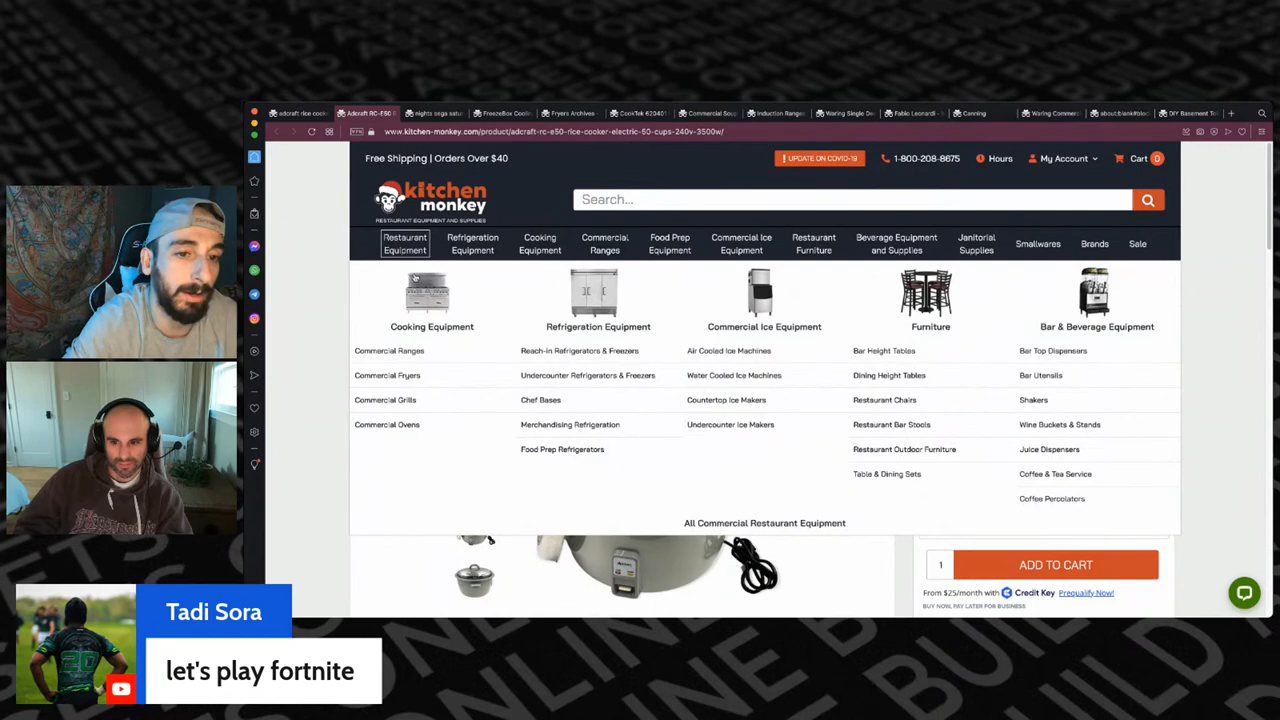 adcraft rice cook
Adcraft RC-E50 F
nights sega satu
FreezeBox Cooli
Fryers Archives -
CookTek 620401
Commercial Sou
Induction Ranges
Waring Single Do
Fabio Leonardi -
Canning
Waring Commerc
about:blank#bloc
DIY Basement To
www.kitchen-monkey.com/product/adcraft-rc-e50-rice-cooker-electric-50-cups-240v-3500w/
Free Shipping | Orders Over $40
UPDATE ON COVID-19
1-800-208-8675
Hours
My Account
Cart 0
kitchen
monkey
RESTAURANT EQUIPMENT AND SUPPLIES
Search...
Restaurant
Equipment
Refrigeration
Equipment
Cooking
Equipment
Commercial
Ranges
Food Prep
Equipment
Commercial Ice
Equipment
Restaurant
Furniture
Beverage Equipment
and Supplies
Janitorial
Supplies
Smallwares
Brands
Sale
Cooking Equipment
Commercial Ranges
Commercial Fryers
Commercial Grills
Commercial Ovens
Refrigeration Equipment
Reach-In Refrigerators & Freezers
Undercounter Refrigerators & Freezers
Chef Bases
Merchandising Refrigeration
Food Prep Refrigerators
Commercial Ice Equipment
Air Cooled Ice Machines
Water Cooled Ice Machines
Countertop Ice Makers
Undercounter Ice Makers
Furniture
Bar Height Tables
Dining Height Tables
Restaurant Chairs
Restaurant Bar Stools
Restaurant Outdoor Furniture
Table & Dining Sets
Bar & Beverage Equipment
Bar Top Dispensers
Bar Utensils
Shakers
Wine Buckets & Stands
Juice Dispensers
Coffee & Tea Service
Coffee Percolators
All Commercial Restaurant Equipment
1
ADD TO CART
From $25/month with Credit Key Prequalify Now!
BUY NOW, PAY LATER FOR BUSINESS
Tadi Sora
let's play fortnite
20